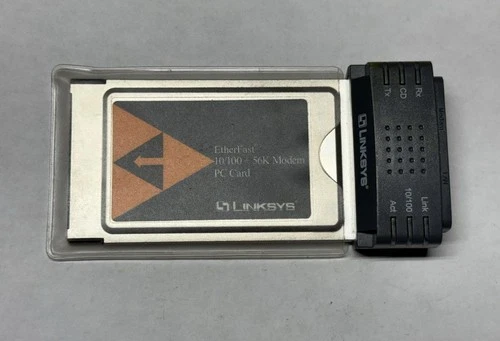 EtherFast
10/100 + 56K Modem
PC Card
LINKSYS
Tx
CD
Rx
LINKSYS
Act
10/100
Link